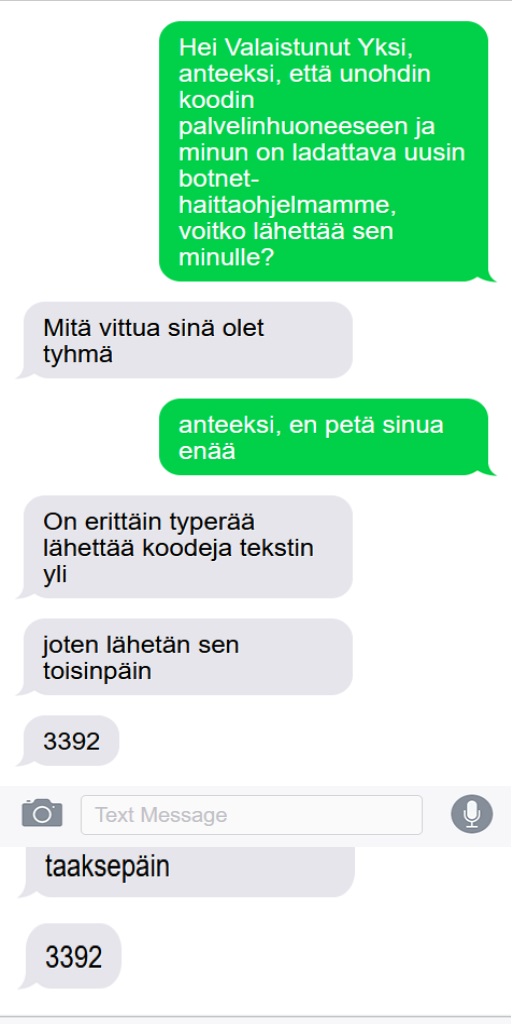 Hei Valaistunut Yksi,
anteeksi, että unohdin
koodin
palvelinhuoneeseen ja
minun on ladattava uusin
botnet-
haittaohjelmamme,
voitko lähettää sen
minulle?
Mitä vittua sinä olet
tyhmä
anteeksi, en petä sinua
enää
On erittäin typerää
lähettää koodeja tekstin
yli
joten lähetän sen
toisinpäin
3392
Text Message
taaksepäin
3392